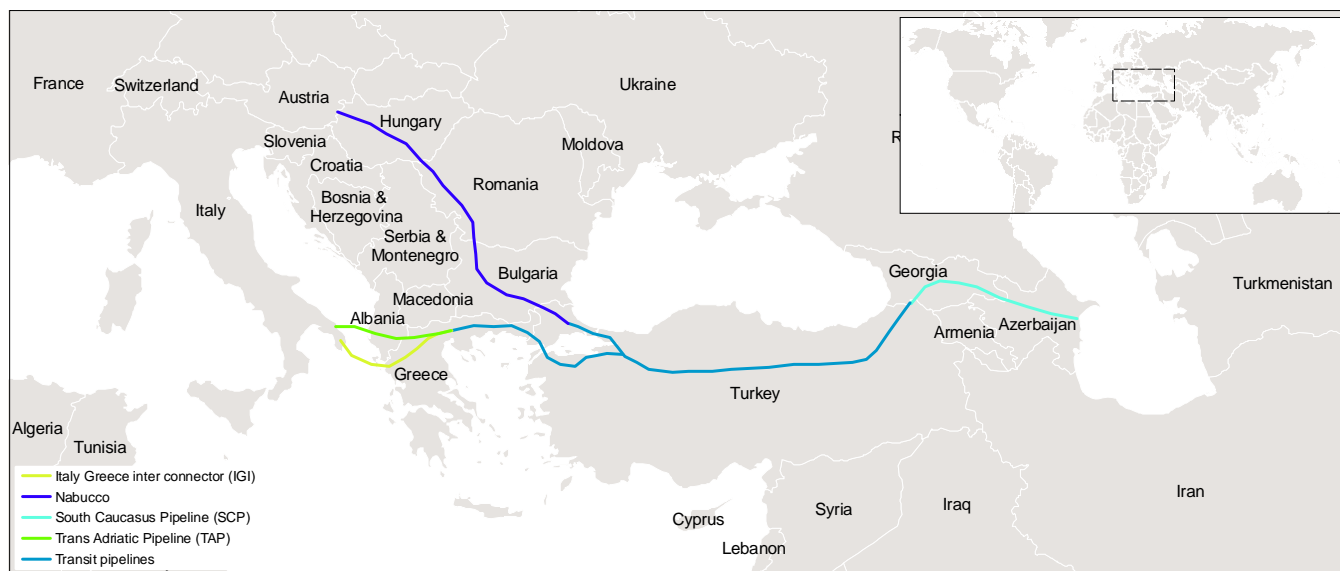 France
Switzerland
Austria
Ukraine
Hungary
Slovenia
Moldova
Croatia
Romania
Bosnia &
Herzegovina
Italy
Serbia &
Montenegro
Bulgaria
Georgia
Turkmenistan
Macedonia
Albania
Azerbaijan
Armenia
Greece
Turkey
Algeria
Tunisia
Italy Greece inter connector (IGI)
Nabucco
South Caucasus Pipeline (SCP)
Trans Adriatic Pipeline (TAP)
Transit pipelines
Cyprus
Lebanon
Syria
Iraq
Iran